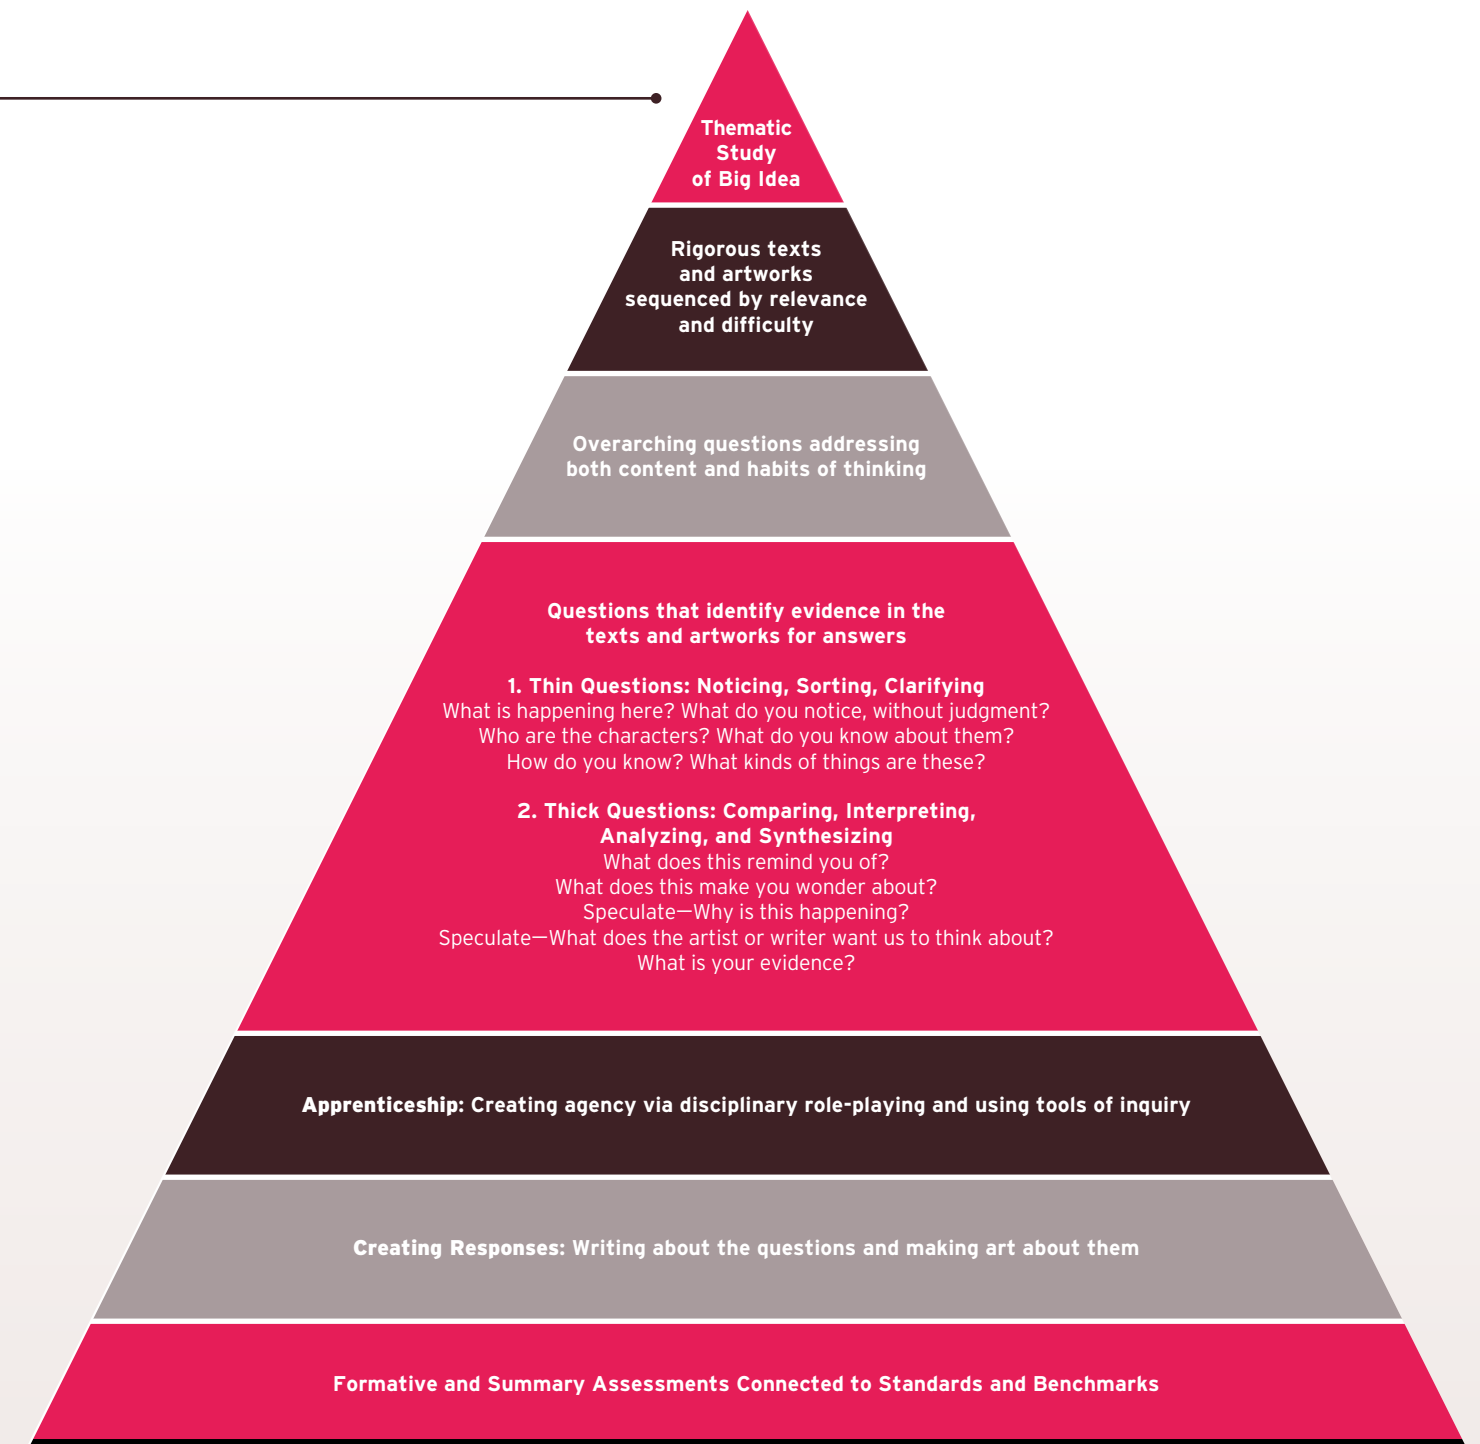 Thematic
Study
of Big Idea
Rigorous texts
and artworks
sequenced by relevance
and difficulty
Overarching questions addressing
both content and habits of thinking
Questions that identify evidence in the
texts and artworks for answers
1. Thin Questions: Noticing, Sorting, Clarifying
What is happening here? What do you notice, without judgment?
Who are the characters? What do you know about them?
How do you know? What kinds of things are these?
2. Thick Questions: Comparing, Interpreting,
Analyzing, and Synthesizing
What does this remind you of?
What does this make you wonder about?
Speculate—Why is this happening?
Speculate—What does the artist or writer want us to think about?
What is your evidence?
Apprenticeship: Creating agency via disciplinary role-playing and using tools of inquiry
Creating Responses: Writing about the questions and making art about them
Formative and Summary Assessments Connected to Standards and Benchmarks